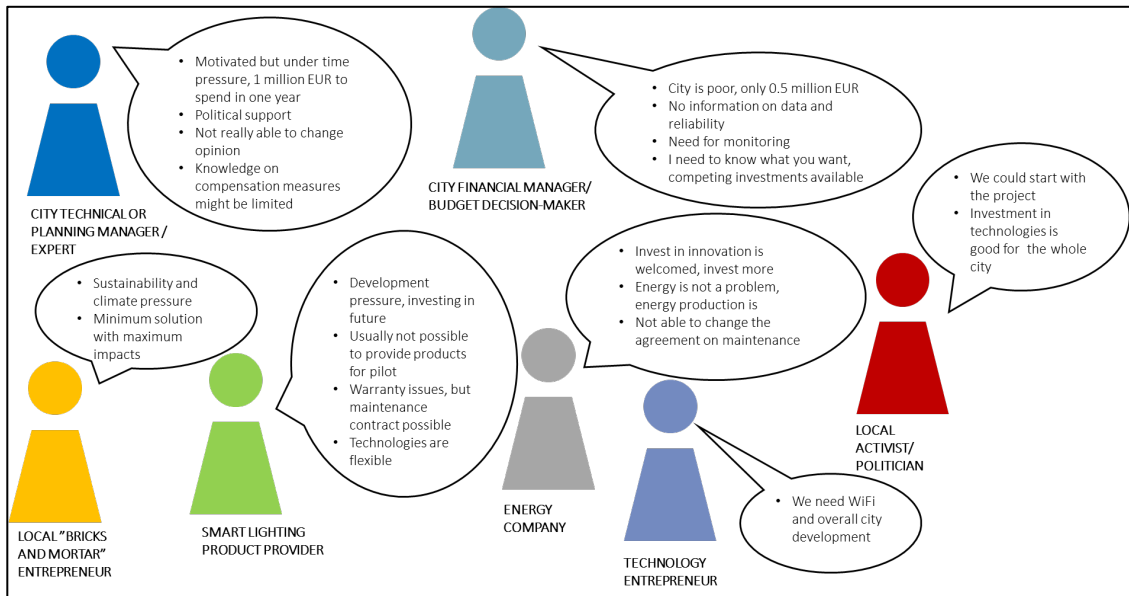 • Motivated but under time
pressure, 1 million EUR to
spend in one year
• Political support
• Not really able to change
opinion
• Knowledge on
compensation measures
might be limited
CITY TECHNICAL OR
PLANNING MANAGER /
EXPERT
• City is poor, only 0.5 million EUR
• No information on data and
reliability
• Need for monitoring
• I need to know what you want,
competing investments available
CITY FINANCIAL MANAGER/
BUDGET DECISION-MAKER
• We could start with
the project
• Investment in
technologies is
good for the whole
city
LOCAL
ACTIVIST/
POLITICIAN
• Sustainability and
climate pressure
• Minimum solution
with maximum
impacts
LOCAL "BRICKS
AND MORTAR"
ENTREPRENEUR
• Development
pressure, investing in
future
• Usually not possible
to provide products
for pilot
• Warranty issues, but
maintenance
contract possible
• Technologies are
flexible
SMART LIGHTING
PRODUCT PROVIDER
• Invest in innovation is
welcomed, invest more
• Energy is not a problem,
energy production is
• Not able to change the
agreement on maintenance
ENERGY
COMPANY
• We need WiFi
and overall city
development
TECHNOLOGY
ENTREPRENEUR